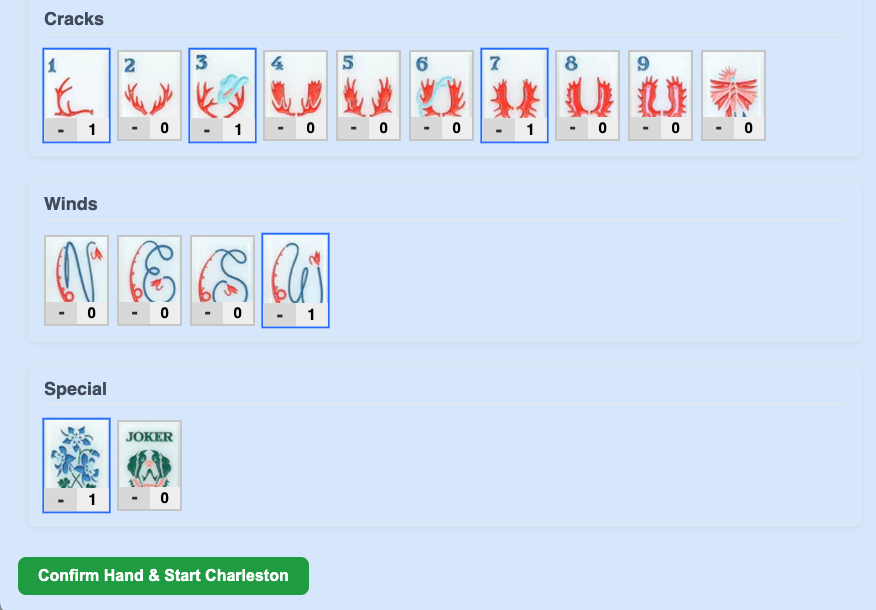 Cracks
1 2 3 4 5 6 7 8 9
- 1 - 0 - 1 - 0 - 0 - 0 - 1 - 0 - 0 - 0
Winds
N E S W
- 0 - 0 - 0 - 1
Special
JOKER
- 1 - 0
Confirm Hand & Start Charleston